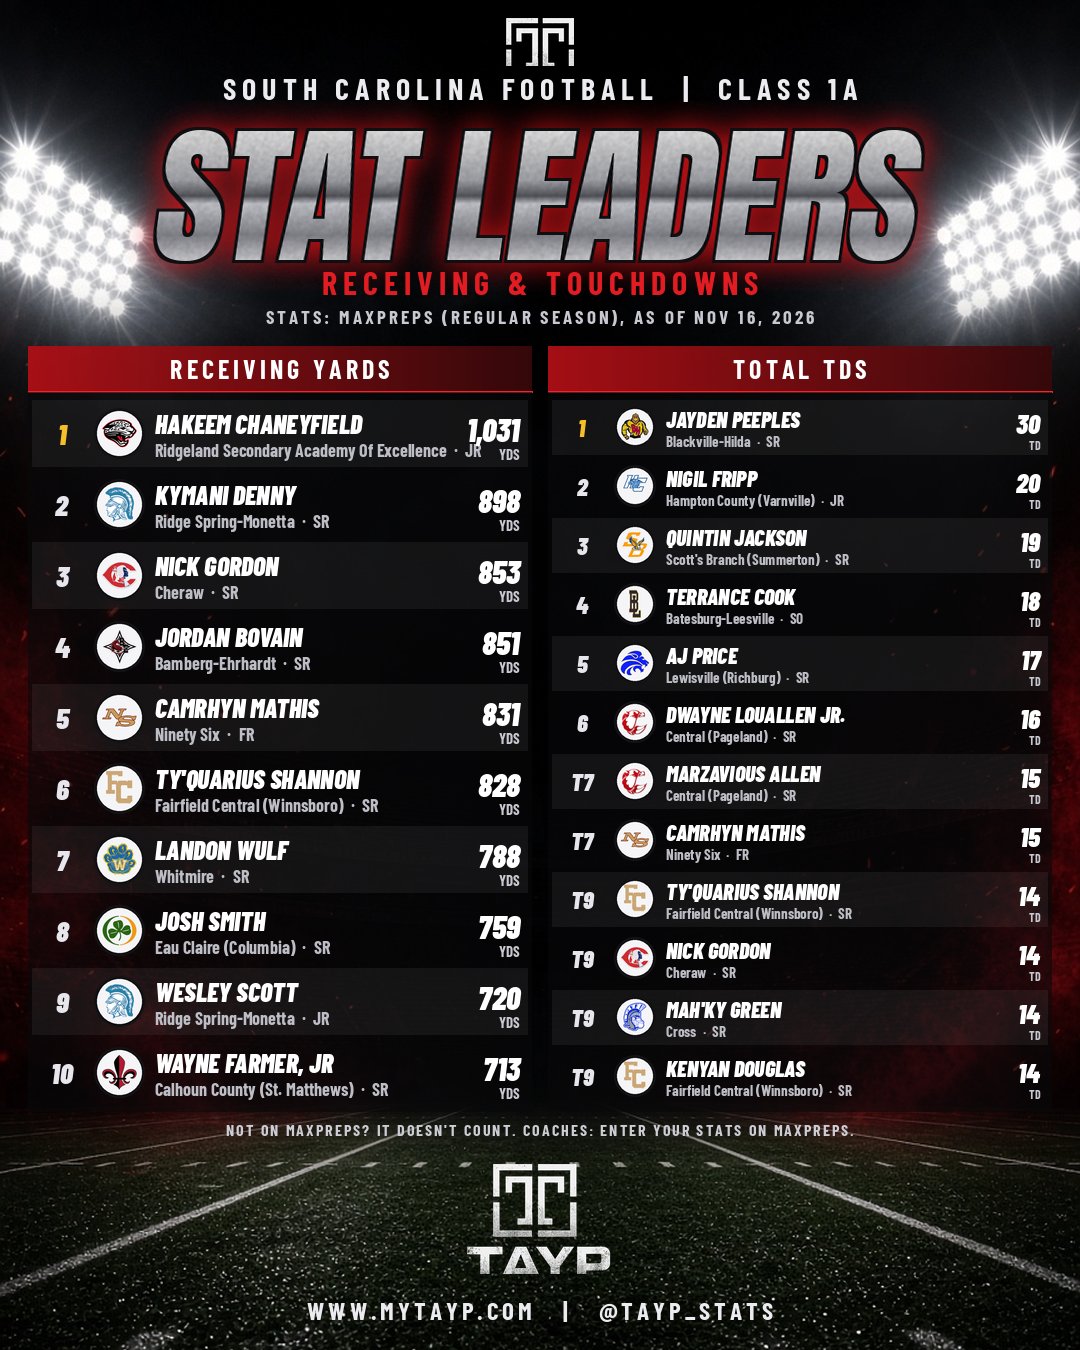 SOUTH CAROLINA FOOTBALL | CLASS 1A
STAT LEADERS
RECEIVING & TOUCHDOWNS
STATS: MAXPREPS (REGULAR SEASON), AS OF NOV 16, 2026
RECEIVING YARDS
1 HAKEEM CHANEYFIELD 1,031
Ridgeland Secondary Academy Of Excellence · JR YDS
2 KYMANI DENNY 898
Ridge Spring-Monetta · SR YDS
3 NICK GORDON 853
Cheraw · SR YDS
4 JORDAN BOVAIN 851
Bamberg-Ehrhardt · SR YDS
5 CAMRHYN MATHIS 831
Ninety Six · FR YDS
6 TY'QUARIUS SHANNON 828
Fairfield Central (Winnsboro) · SR YDS
7 LANDON WULF 788
Whitmire · SR YDS
8 JOSH SMITH 759
Eau Claire (Columbia) · SR YDS
9 WESLEY SCOTT 720
Ridge Spring-Monetta · JR YDS
10 WAYNE FARMER, JR 713
Calhoun County (St. Matthews) · SR YDS
TOTAL TDS
1 JAYDEN PEEPLES 30
Blackville-Hilda · SR TD
2 NIGIL FRIPP 20
Hampton County (Varnville) · JR TD
3 QUINTIN JACKSON 19
Scott's Branch (Summerton) · SR TD
4 TERRANCE COOK 18
Batesburg-Leesville · SO TD
5 AJ PRICE 17
Lewisville (Richburg) · SR TD
6 DWAYNE LOUALLEN JR. 16
Central (Pageland) · SR TD
T7 MARZAVIOUS ALLEN 15
Central (Pageland) · SR TD
T7 CAMRHYN MATHIS 15
Ninety Six · FR TD
T9 TY'QUARIUS SHANNON 14
Fairfield Central (Winnsboro) · SR TD
T9 NICK GORDON 14
Cheraw · SR TD
T9 MAH'KY GREEN 14
Cross · SR TD
T9 KENYAN DOUGLAS 14
Fairfield Central (Winnsboro) · SR TD
NOT ON MAXPREPS? IT DOESN'T COUNT. COACHES: ENTER YOUR STATS ON MAXPREPS.
TAYP
WWW.MYTAYP.COM | @TAYP_STATS